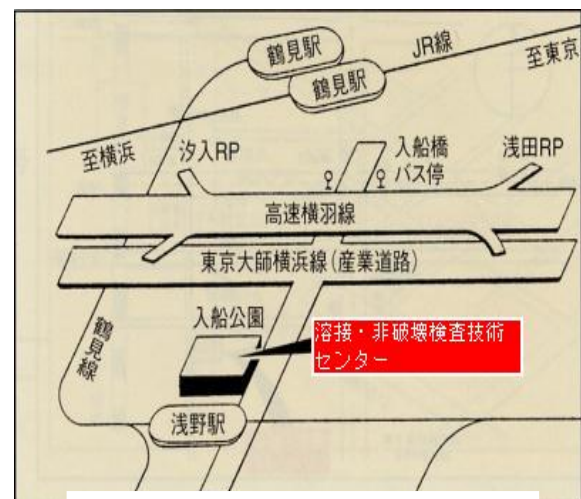 鶴見駅
JR線
至東京
鶴見駅
至横浜
汐入RP
入船橋
バス停
浅田RP
高速横羽線
東京大師横浜線(産業道路)
鶴見線
入船公園
溶接・非破壊検査技術
センター
浅野駅